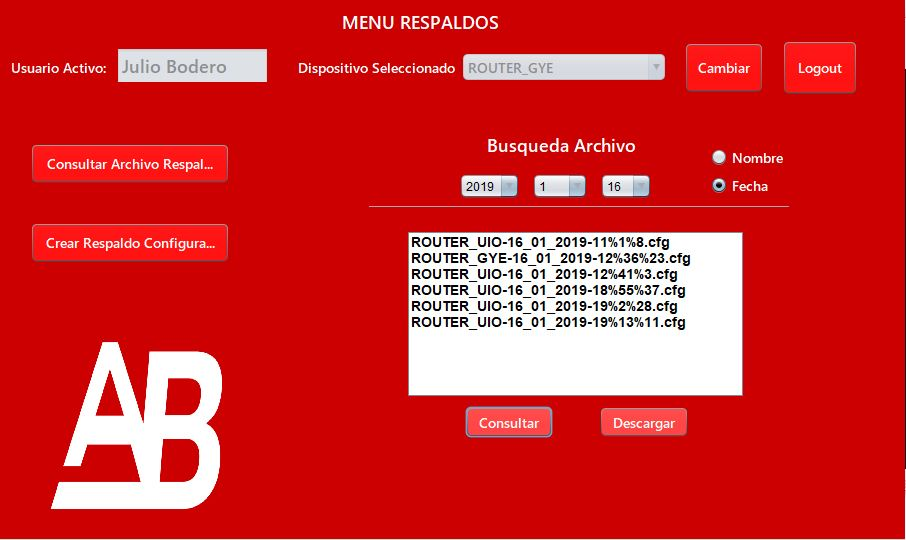 MENU RESPALDOS
Usuario Activo: Julio Bodero Dispositivo Seleccionado ROUTER_GYE Cambiar Logout
Consultar Archivo Respal...
Crear Respaldo Configura...
Busqueda Archivo
Nombre
2019 1 16 Fecha
ROUTER_UIO-16_01_2019-11%1%8.cfg
ROUTER_GYE-16_01_2019-12%36%23.cfg
ROUTER_UIO-16_01_2019-12%41%3.cfg
ROUTER_UIO-16_01_2019-18%55%37.cfg
ROUTER_UIO-16_01_2019-19%2%28.cfg
ROUTER_UIO-16_01_2019-19%13%11.cfg
Consultar Descargar
AB